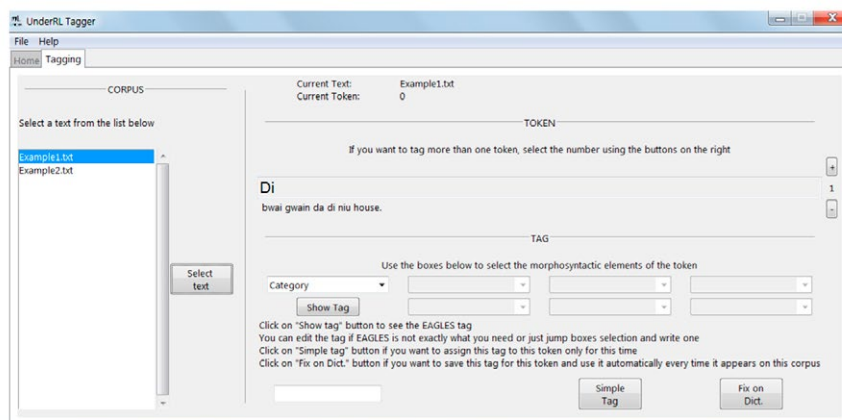 UnderRL Tagger
File Help
Home Tagging
CORPUS
Select a text from the list below
Example1.txt
Example2.txt
Select
text
Current Text: Example1.txt
Current Token: 0
TOKEN
If you want to tag more than one token, select the number using the buttons on the right
+
Di
1
bwai gwain da di niu house.
-
TAG
Use the boxes below to select the morphosyntactic elements of the token
Category
Show Tag
Click on "Show tag" button to see the EAGLES tag
You can edit the tag if EAGLES is not exactly what you need or just jump boxes selection and write one
Click on "Simple tag" button if you want to assign this tag to this token only for this time
Click on "Fix on Dict." button if you want to save this tag for this token and use it automatically every time it appears on this corpus
Simple
Tag
Fix on
Dict.